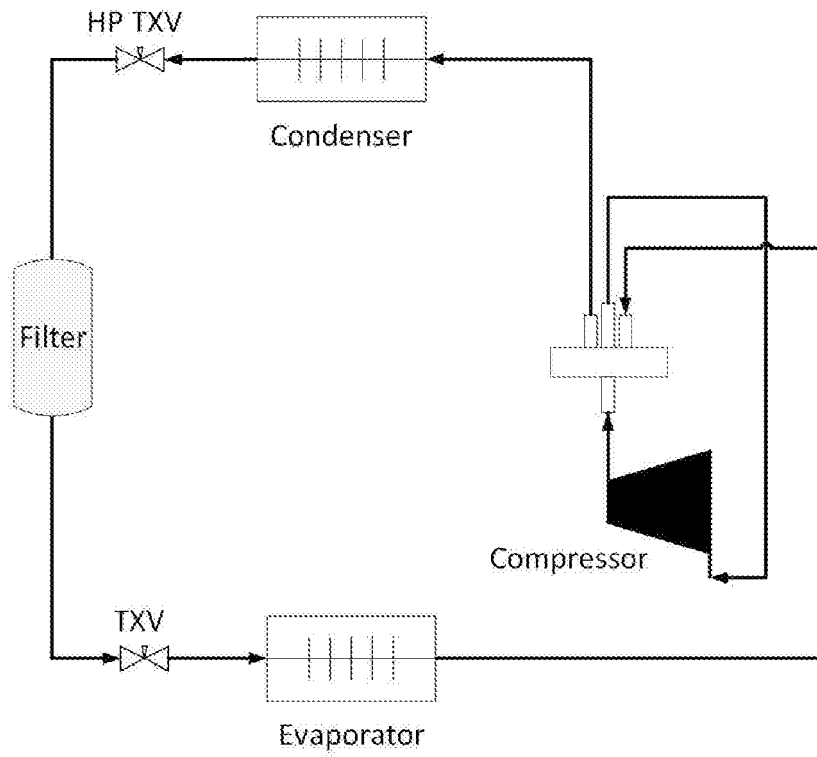 HP TXV
Condenser
Filter
Compressor
TXV
Evaporator